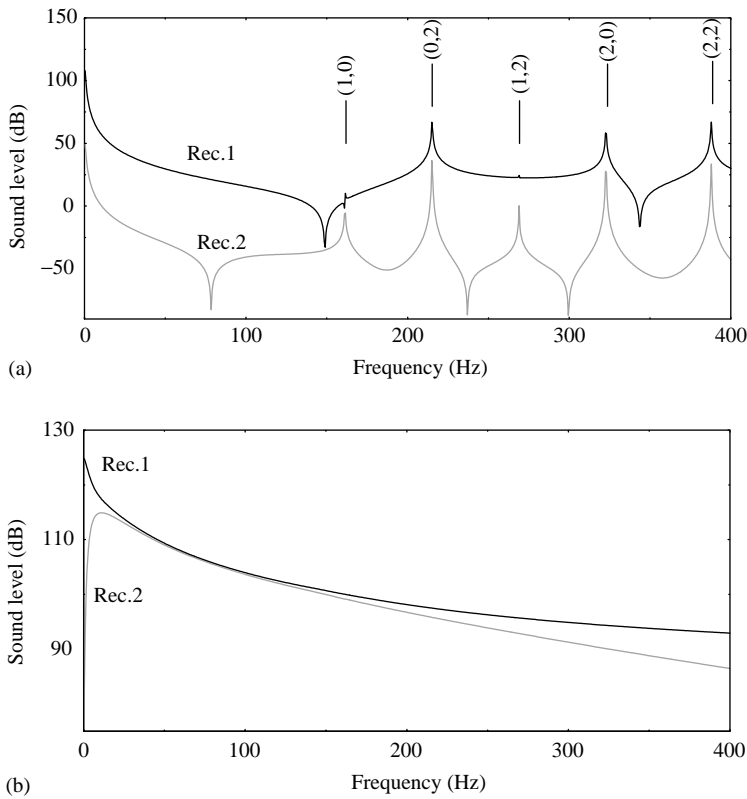 150
100
50
0
−50
Sound level (dB)
Rec.1
Rec.2
(1,0)
(0,2)
(1,2)
(2,0)
(2,2)
0
100
200
300
400
Frequency (Hz)
(a)
130
110
90
Sound level (dB)
Rec.1
Rec.2
0
100
200
300
400
Frequency (Hz)
(b)